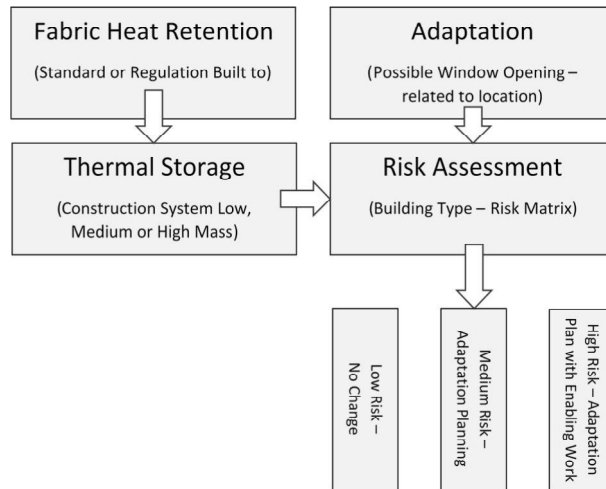 Fabric Heat Retention
(Standard or Regulation Built to)
Adaptation
(Possible Window Opening –
related to location)
Thermal Storage
(Construction System Low,
Medium or High Mass)
Risk Assessment
(Building Type – Risk Matrix)
Low Risk –
No Change
Medium Risk –
Adaptation Planning
High Risk – Adaptation
Plan with Enabling Work